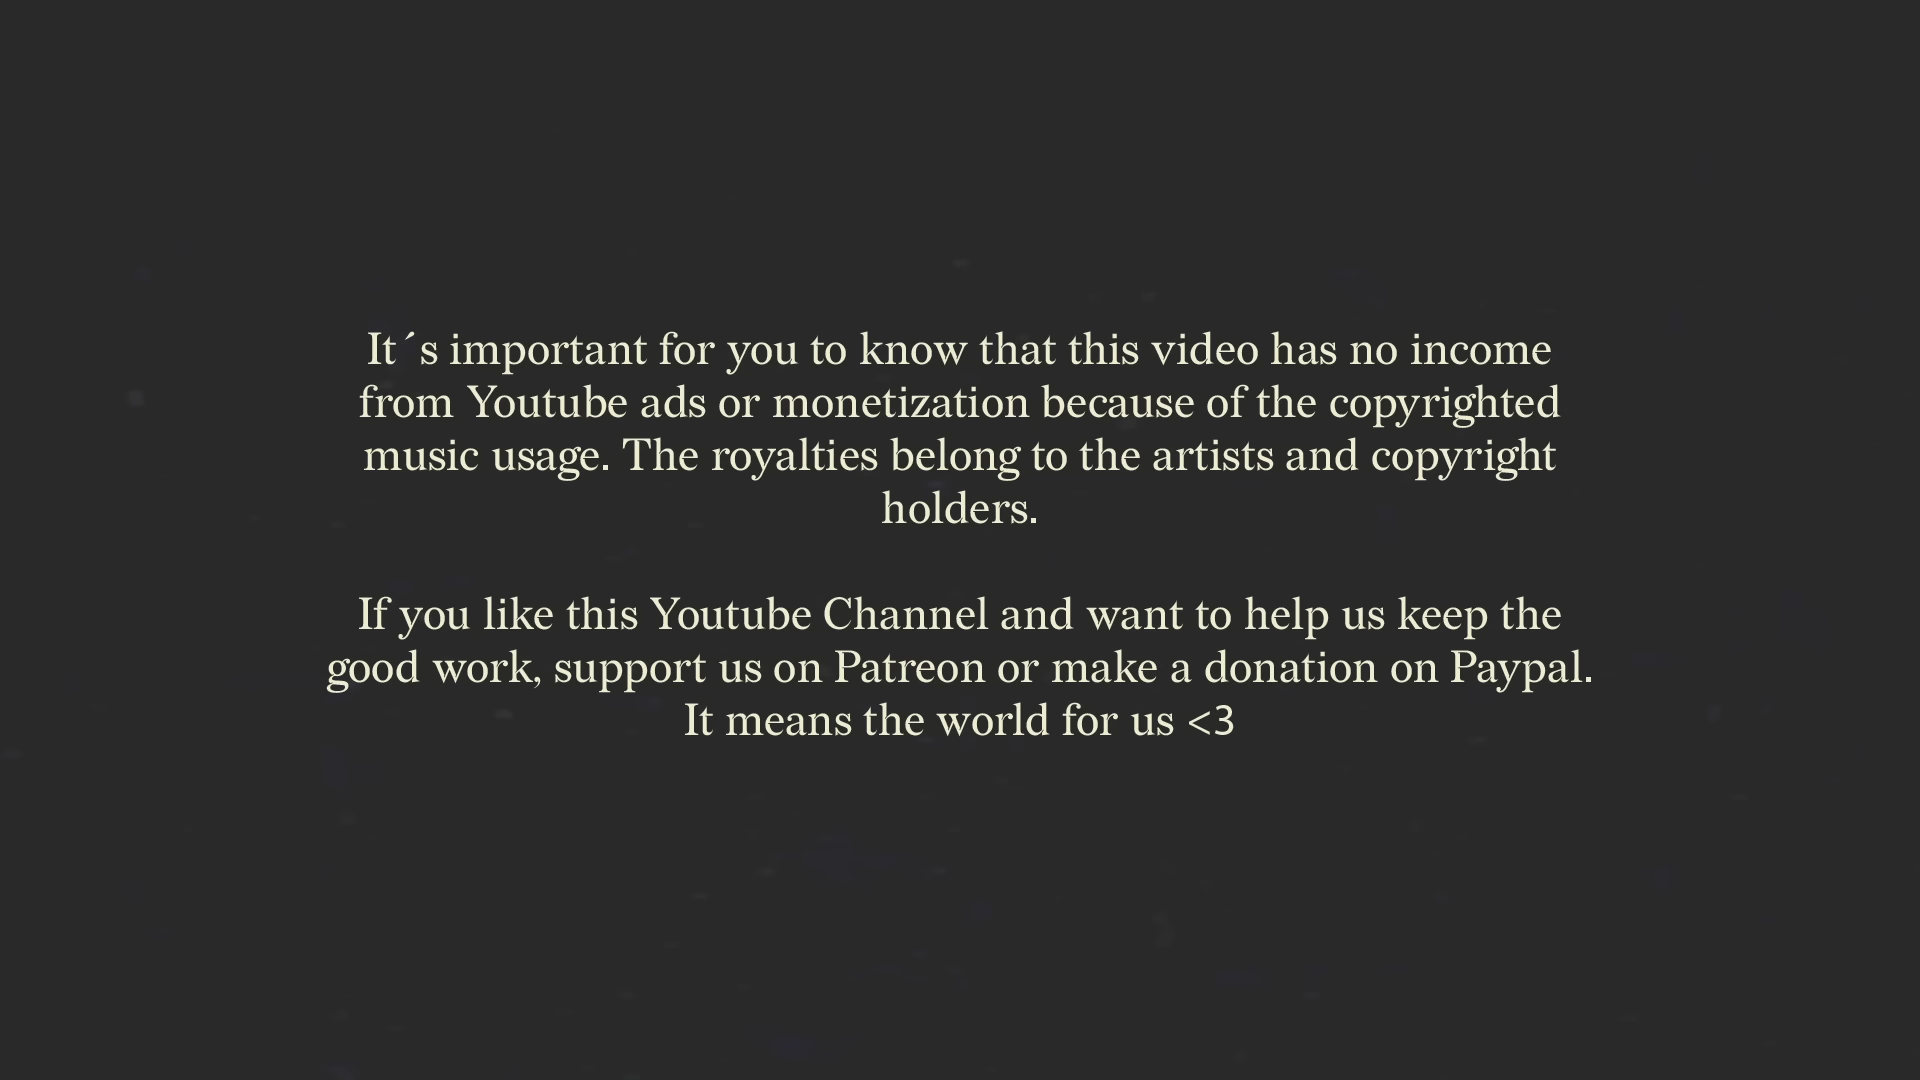 It´s important for you to know that this video has no income
from Youtube ads or monetization because of the copyrighted
music usage. The royalties belong to the artists and copyright
holders.
If you like this Youtube Channel and want to help us keep the
good work, support us on Patreon or make a donation on Paypal.
It means the world for us <3